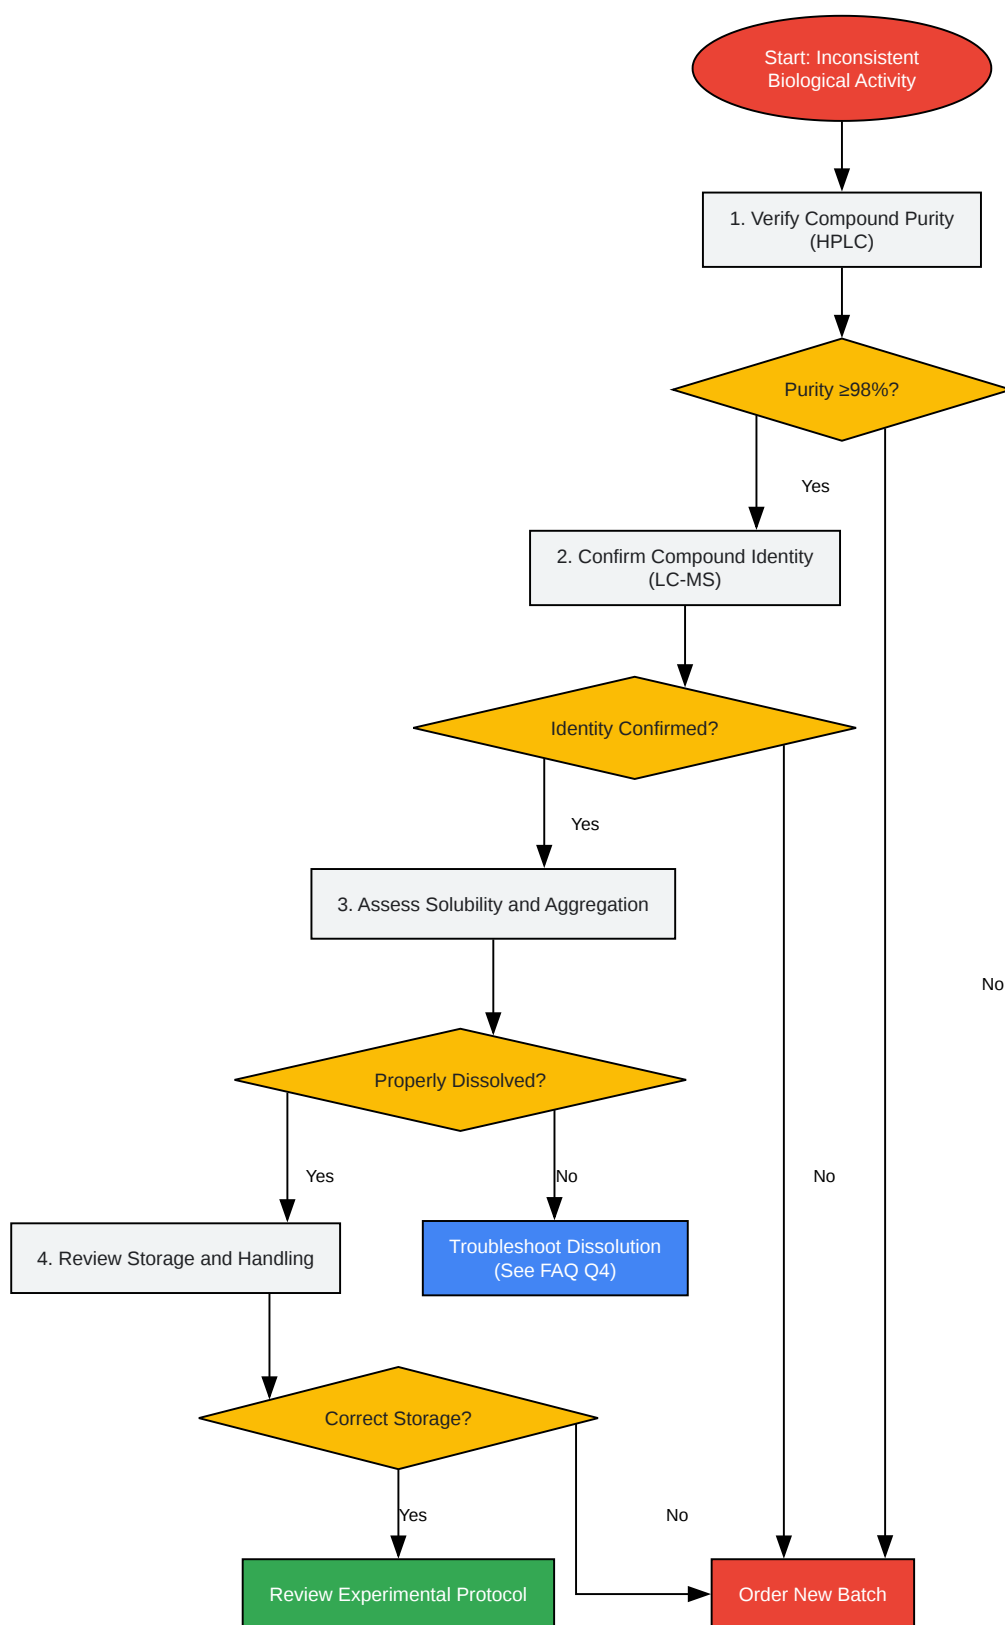 Start: Inconsistent
Biological Activity
1. Verify Compound Purity
(HPLC)
Purity ≥98%?
Yes
2. Confirm Compound Identity
(LC-MS)
Identity Confirmed?
Yes
3. Assess Solubility and Aggregation
No
Properly Dissolved?
Yes
No
No
4. Review Storage and Handling
Troubleshoot Dissolution
(See FAQ Q4)
Correct Storage?
Yes
No
Review Experimental Protocol
Order New Batch